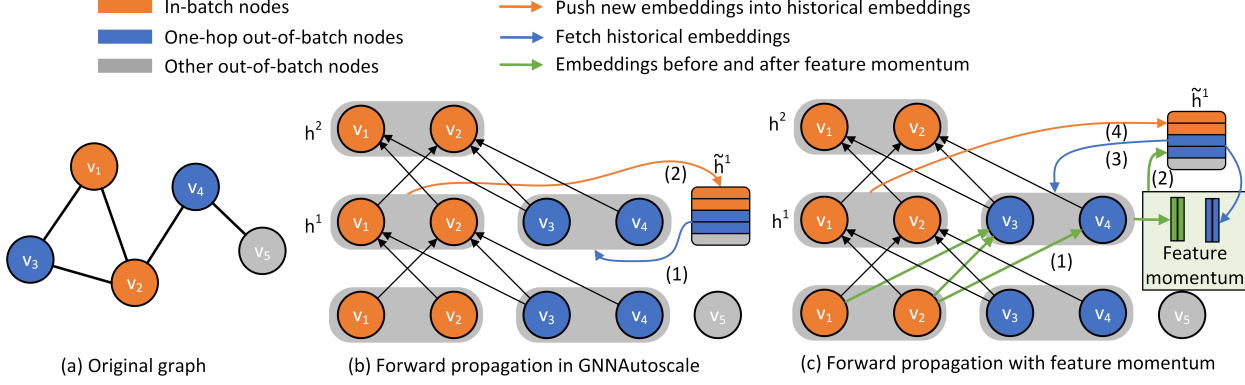 In-batch nodes
One-hop out-of-batch nodes
Other out-of-batch nodes
Push new embeddings into historical embeddings
Fetch historical embeddings
Embeddings before and after feature momentum
v1
v4
v3
v2
v5
(a) Original graph
h²
v1 v2
(2)
h̃¹
h¹
v1 v2 v3 v4
(1)
v1 v2 v3 v4 v5
(b) Forward propagation in GNNAutoscale
h̃¹
h²
v1 v2
(4)
(3)
(2)
h¹
v1 v2 v3 v4
(1)
Feature
momentum
v1 v2 v3 v4 v5
(c) Forward propagation with feature momentum